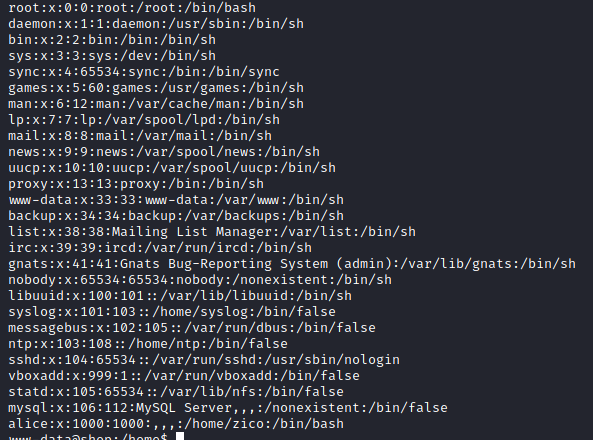 root:x:0:0:root:/root:/bin/bash
daemon:x:1:1:daemon:/usr/sbin:/bin/sh
bin:x:2:2:bin:/bin:/bin/sh
sys:x:3:3:sys:/dev:/bin/sh
sync:x:4:65534:sync:/bin:/bin/sync
games:x:5:60:games:/usr/games:/bin/sh
man:x:6:12:man:/var/cache/man:/bin/sh
lp:x:7:7:lp:/var/spool/lpd:/bin/sh
mail:x:8:8:mail:/var/mail:/bin/sh
news:x:9:9:news:/var/spool/news:/bin/sh
uucp:x:10:10:uucp:/var/spool/uucp:/bin/sh
proxy:x:13:13:proxy:/bin:/bin/sh
www-data:x:33:33:www-data:/var/www:/bin/sh
backup:x:34:34:backup:/var/backups:/bin/sh
list:x:38:38:Mailing List Manager:/var/list:/bin/sh
irc:x:39:39:ircd:/var/run/ircd:/bin/sh
gnats:x:41:41:Gnats Bug-Reporting System (admin):/var/lib/gnats:/bin/sh
nobody:x:65534:65534:nobody:/nonexistent:/bin/sh
libuuid:x:100:101::/var/lib/libuuid:/bin/sh
syslog:x:101:103::/home/syslog:/bin/false
messagebus:x:102:105::/var/run/dbus:/bin/false
ntp:x:103:108::/home/ntp:/bin/false
sshd:x:104:65534::/var/run/sshd:/usr/sbin/nologin
vboxadd:x:999:1::/var/run/vboxadd:/bin/false
statd:x:105:65534::/var/lib/nfs:/bin/false
mysql:x:106:112:MySQL Server,,,:/nonexistent:/bin/false
alice:x:1000:1000:,,,:/home/zico:/bin/bash
www-data@shop:/home$